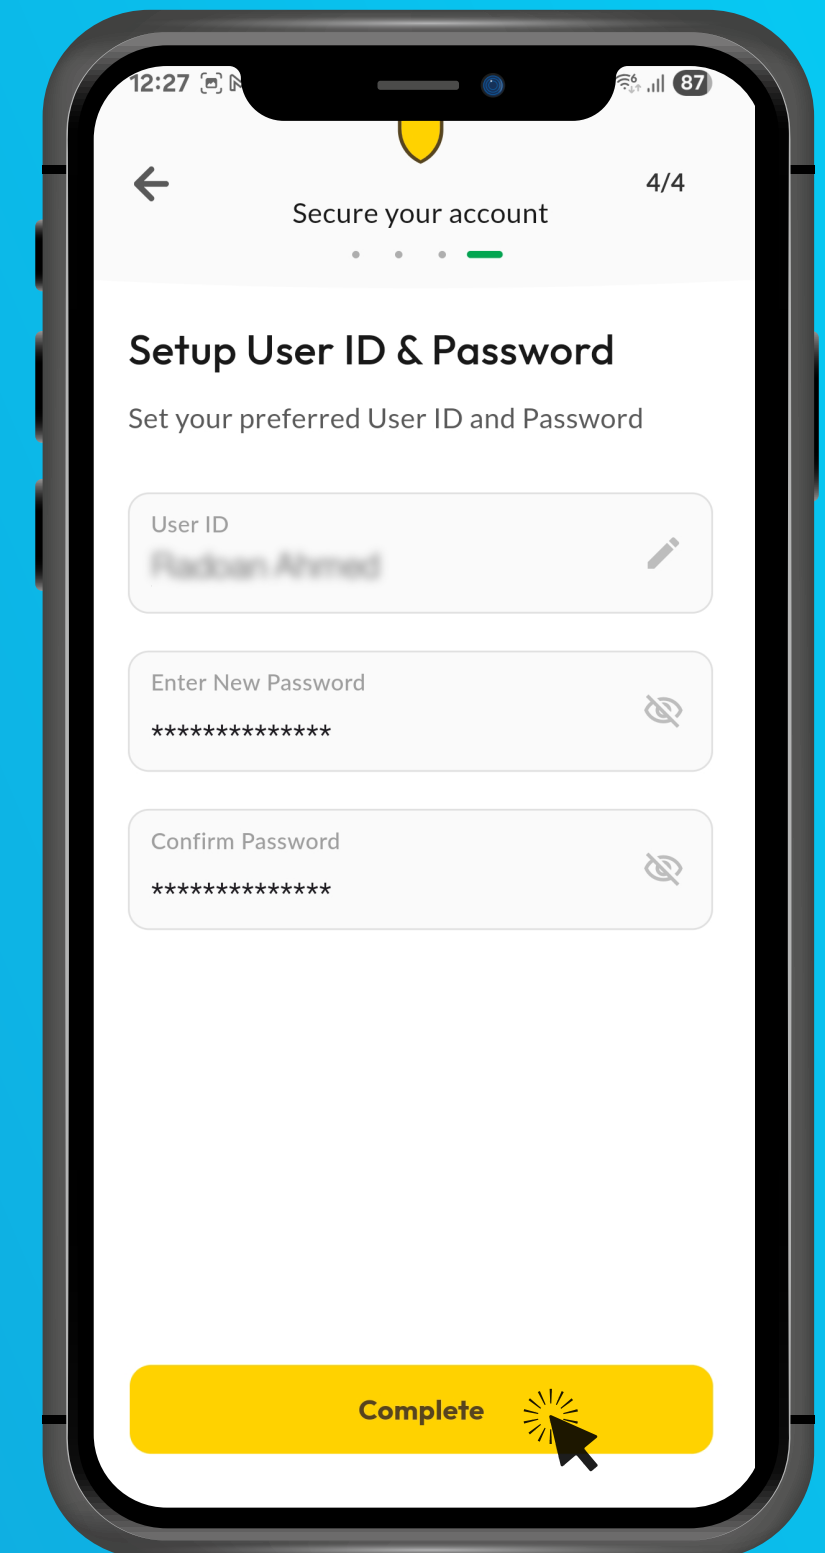 12:27
87
4/4
Secure your account
Setup User ID & Password
Set your preferred User ID and Password
User ID
Enter New Password
**************
Confirm Password
**************
Complete